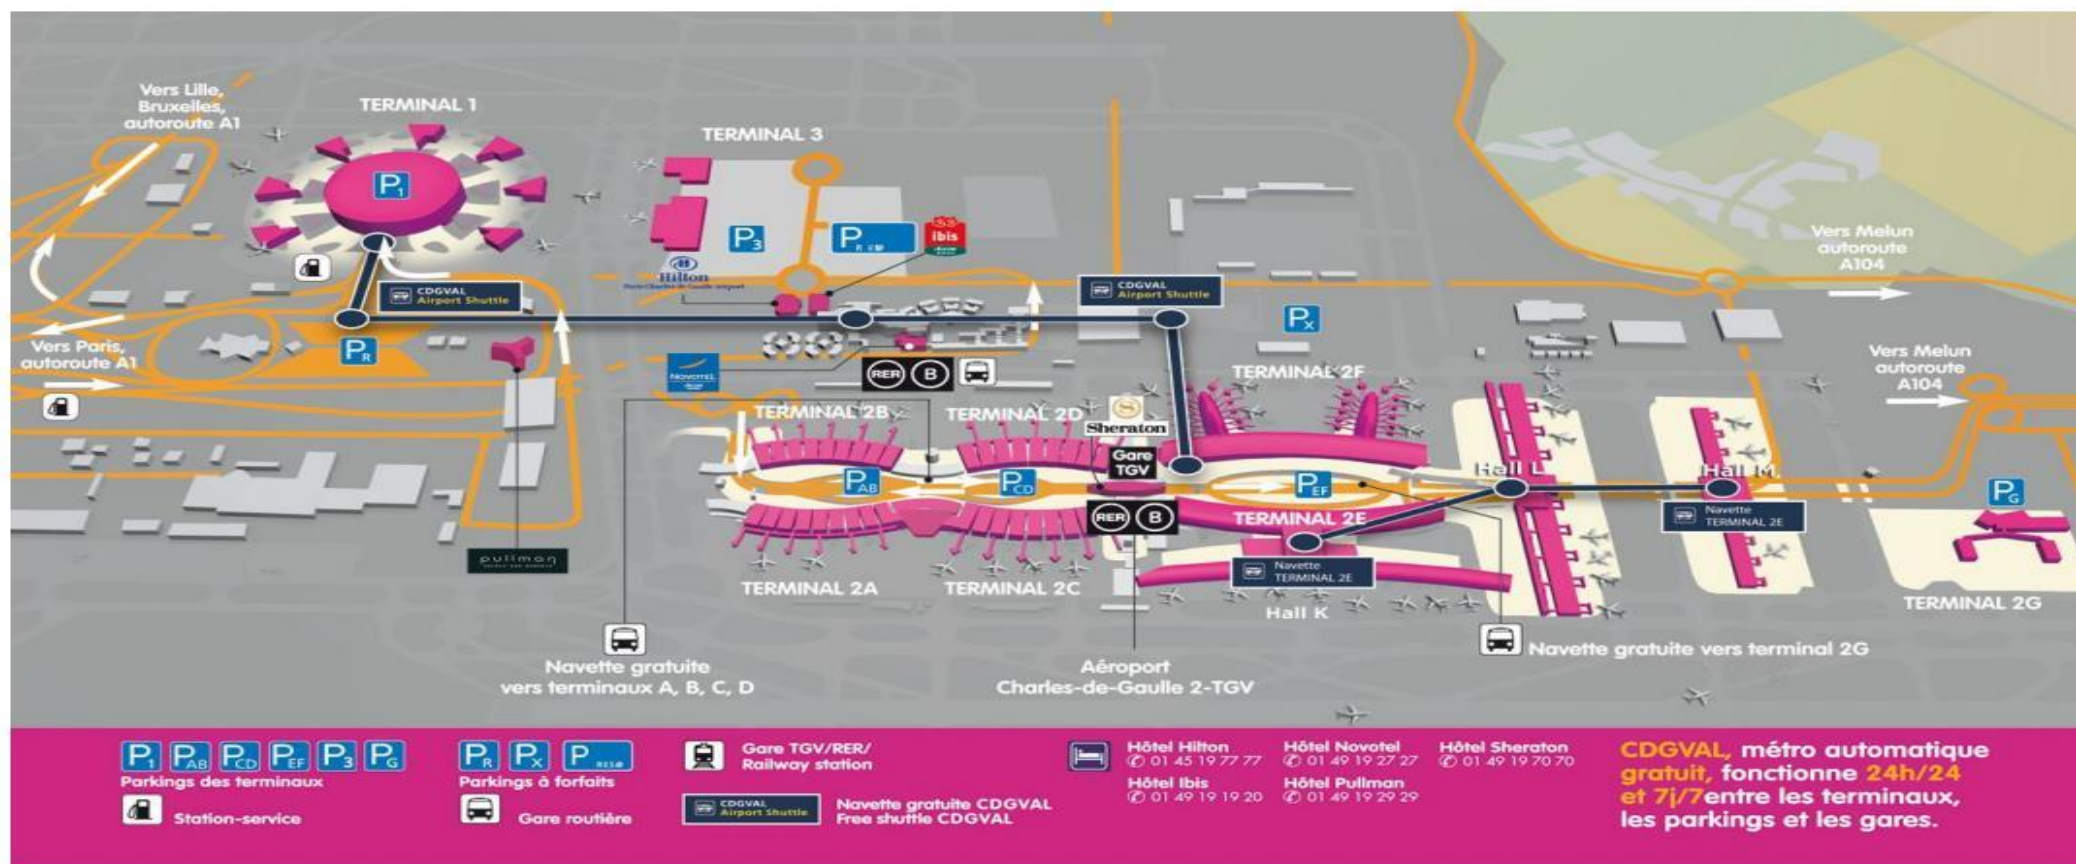 Vers Lille,
Bruxelles,
autoroute A1
TERMINAL 1
TERMINAL 3
P1
P3
P
ibis
Hilton
CDGVAL
Airport Shuttle
CDGVAL
Airport Shuttle
Vers Melun
autoroute
A104
PX
Vers Paris,
autoroute A1
PR
NOVOTEL
RER B
Vers Melun
autoroute
A104
TERMINAL 2F
TERMINAL 2B
TERMINAL 2D
S
Sheraton
Gare
TGV
Hall L
Hall M
PAB
PCD
PEF
PG
RER B
TERMINAL 2E
Navette
TERMINAL 2E
pullman
Navette
TERMINAL 2E
TERMINAL 2A
TERMINAL 2C
Hall K
TERMINAL 2G
Navette gratuite
vers terminaux A, B, C, D
Aéroport
Charles-de-Gaulle 2-TGV
Navette gratuite vers terminal 2G
P1 PAB PCD PEF P3 PG
Parkings des terminaux
Station-service
PR PX P RES@
Parkings à forfaits
Gare routière
Gare TGV/RER/
Railway station
CDGVAL
Airport Shuttle
Navette gratuite CDGVAL
Free shuttle CDGVAL
Hôtel Hilton
01 45 19 77 77
Hôtel Novotel
01 49 19 27 27
Hôtel Sheraton
01 49 19 70 70
Hôtel Ibis
01 49 19 19 20
Hôtel Pullman
01 49 19 29 29
CDGVAL, métro automatique
gratuit, fonctionne 24h/24
et 7j/7entre les terminaux,
les parkings et les gares.